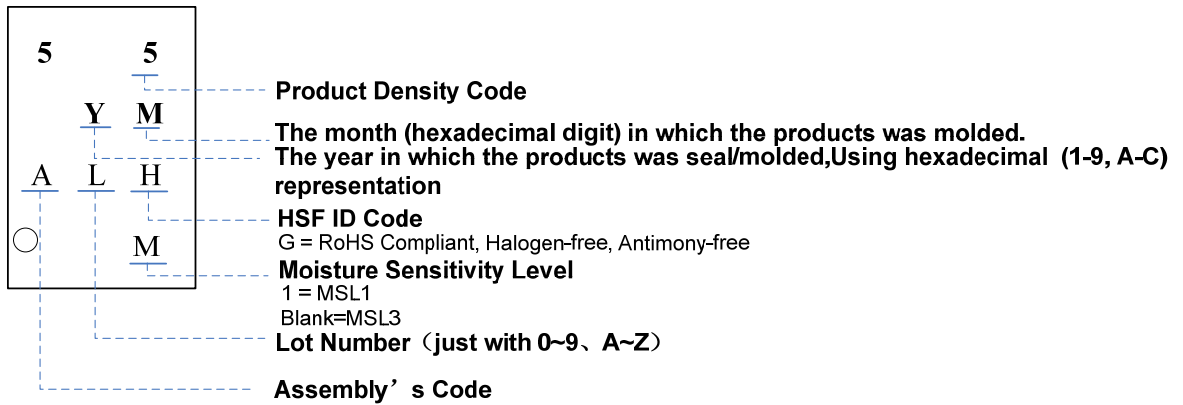 5 5
Product Density Code
Y M
The month (hexadecimal digit) in which the products was molded.
The year in which the products was seal/molded,Using hexadecimal (1-9, A-C)
representation
A L H
HSF ID Code
G = RoHS Compliant, Halogen-free, Antimony-free
M
Moisture Sensitivity Level
1 = MSL1
Blank=MSL3
Lot Number（just with 0~9、A~Z）
Assembly’s Code